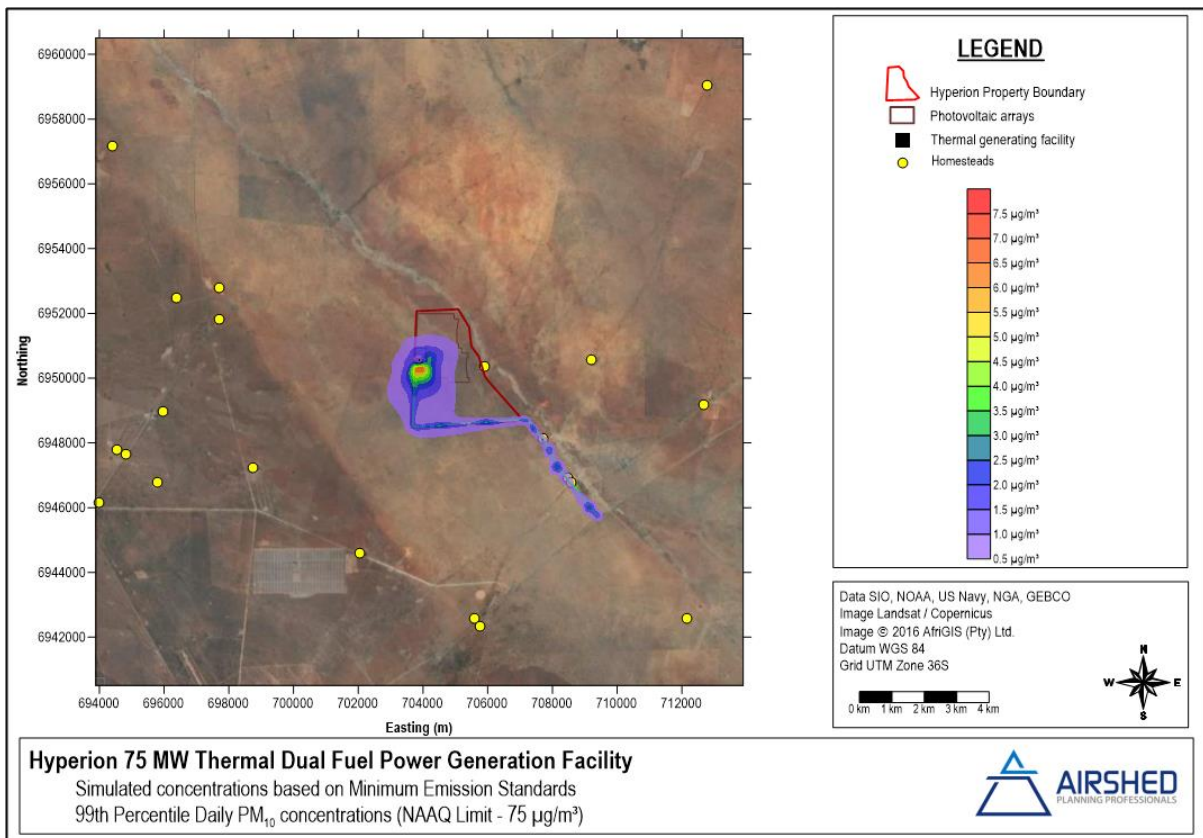 6960000
6958000
6956000
6954000
6952000
6950000
6948000
6946000
6944000
6942000
Northing
694000 696000 698000 700000 702000 704000 706000 708000 710000 712000
Easting (m)
LEGEND
Hyperion Property Boundary
Photovoltaic arrays
Thermal generating facility
Homesteads
7.5 µg/m³
7.0 µg/m³
6.5 µg/m³
6.0 µg/m³
5.5 µg/m³
5.0 µg/m³
4.5 µg/m³
4.0 µg/m³
3.5 µg/m³
3.0 µg/m³
2.5 µg/m³
2.0 µg/m³
1.5 µg/m³
1.0 µg/m³
0.5 µg/m³
Data SIO, NOAA, US Navy, NGA, GEBCO
Image Landsat / Copernicus
Image © 2016 AfriGIS (Pty) Ltd.
Datum WGS 84
Grid UTM Zone 36S
N
W E
S
0 km 1 km 2 km 3 km 4 km
Hyperion 75 MW Thermal Dual Fuel Power Generation Facility
Simulated concentrations based on Minimum Emission Standards
99th Percentile Daily PM₁₀ concentrations (NAAQ Limit - 75 µg/m³)
AIRSHED
PLANNING PROFESSIONALS